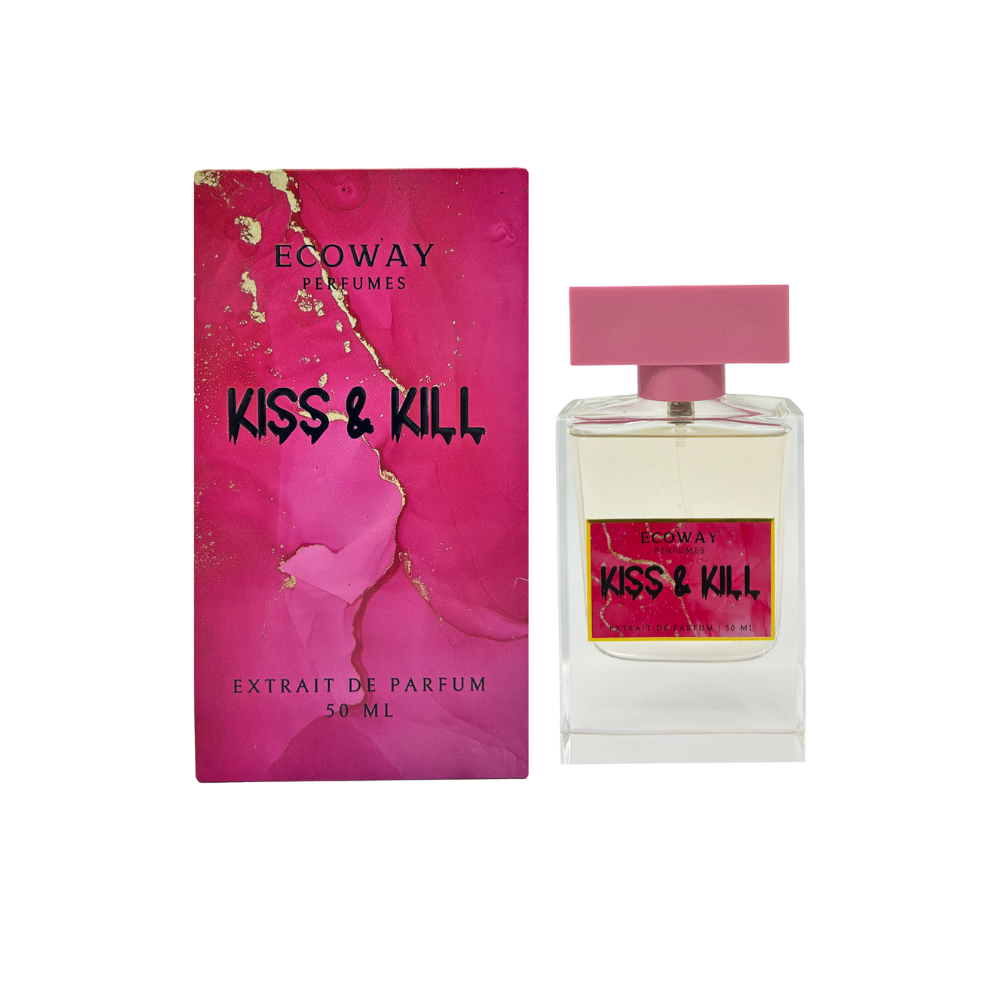 ECOWAY
PERFUMES
KISS & KILL
EXTRAIT DE PARFUM
50 ML
ECOWAY
PERFUMES
KISS & KILL
EXTRAIT DE PARFUM | 50 ML